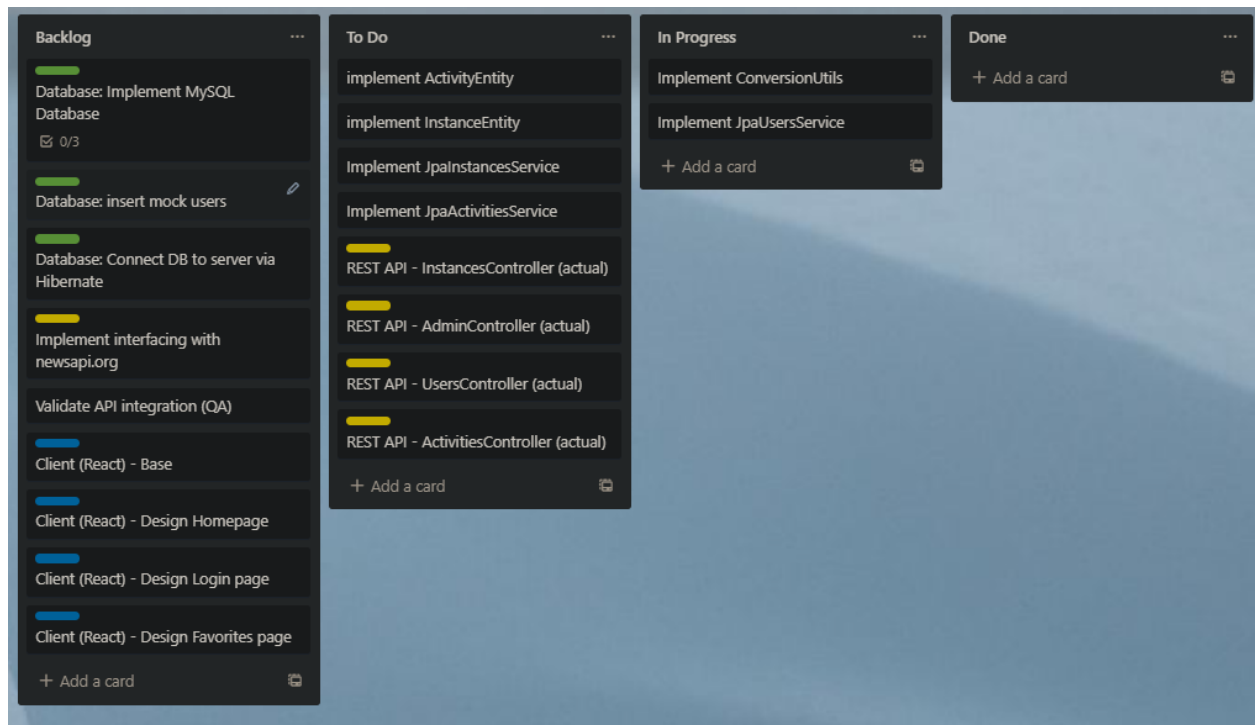 Backlog
Database: Implement MySQL
Database
0/3
Database: insert mock users
Database: Connect DB to server via
Hibernate
Implement interfacing with
newsapi.org
Validate API integration (QA)
Client (React) - Base
Client (React) - Design Homepage
Client (React) - Design Login page
Client (React) - Design Favorites page
+ Add a card
To Do
implement ActivityEntity
implement InstanceEntity
Implement JpaInstancesService
Implement JpaActivitiesService
REST API - InstancesController (actual)
REST API - AdminController (actual)
REST API - UsersController (actual)
REST API - ActivitiesController (actual)
+ Add a card
In Progress
Implement ConversionUtils
Implement JpaUsersService
+ Add a card
Done
+ Add a card